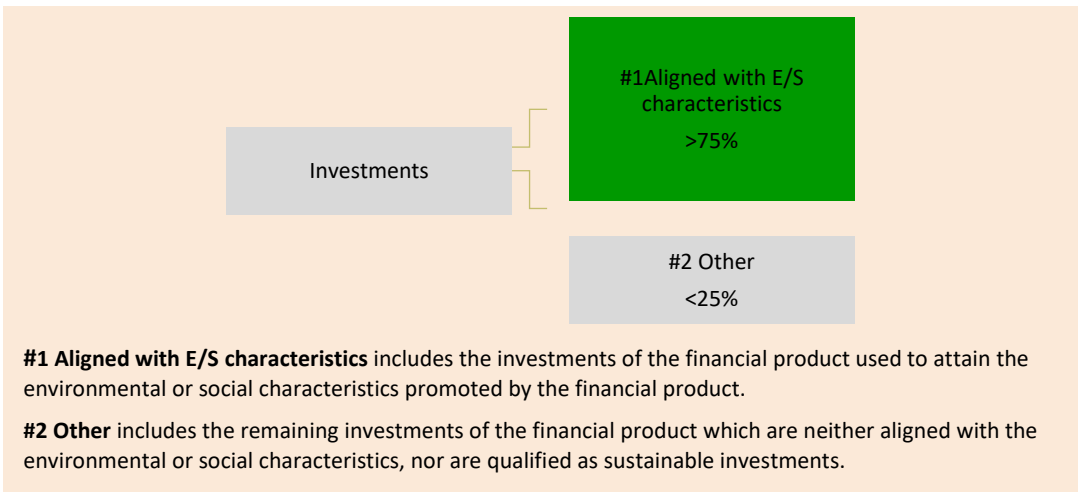 #1Aligned with E/S
characteristics
>75%
Investments
#2 Other
<25%
#1 Aligned with E/S characteristics includes the investments of the financial product used to attain the
environmental or social characteristics promoted by the financial product.
#2 Other includes the remaining investments of the financial product which are neither aligned with the
environmental or social characteristics, nor are qualified as sustainable investments.